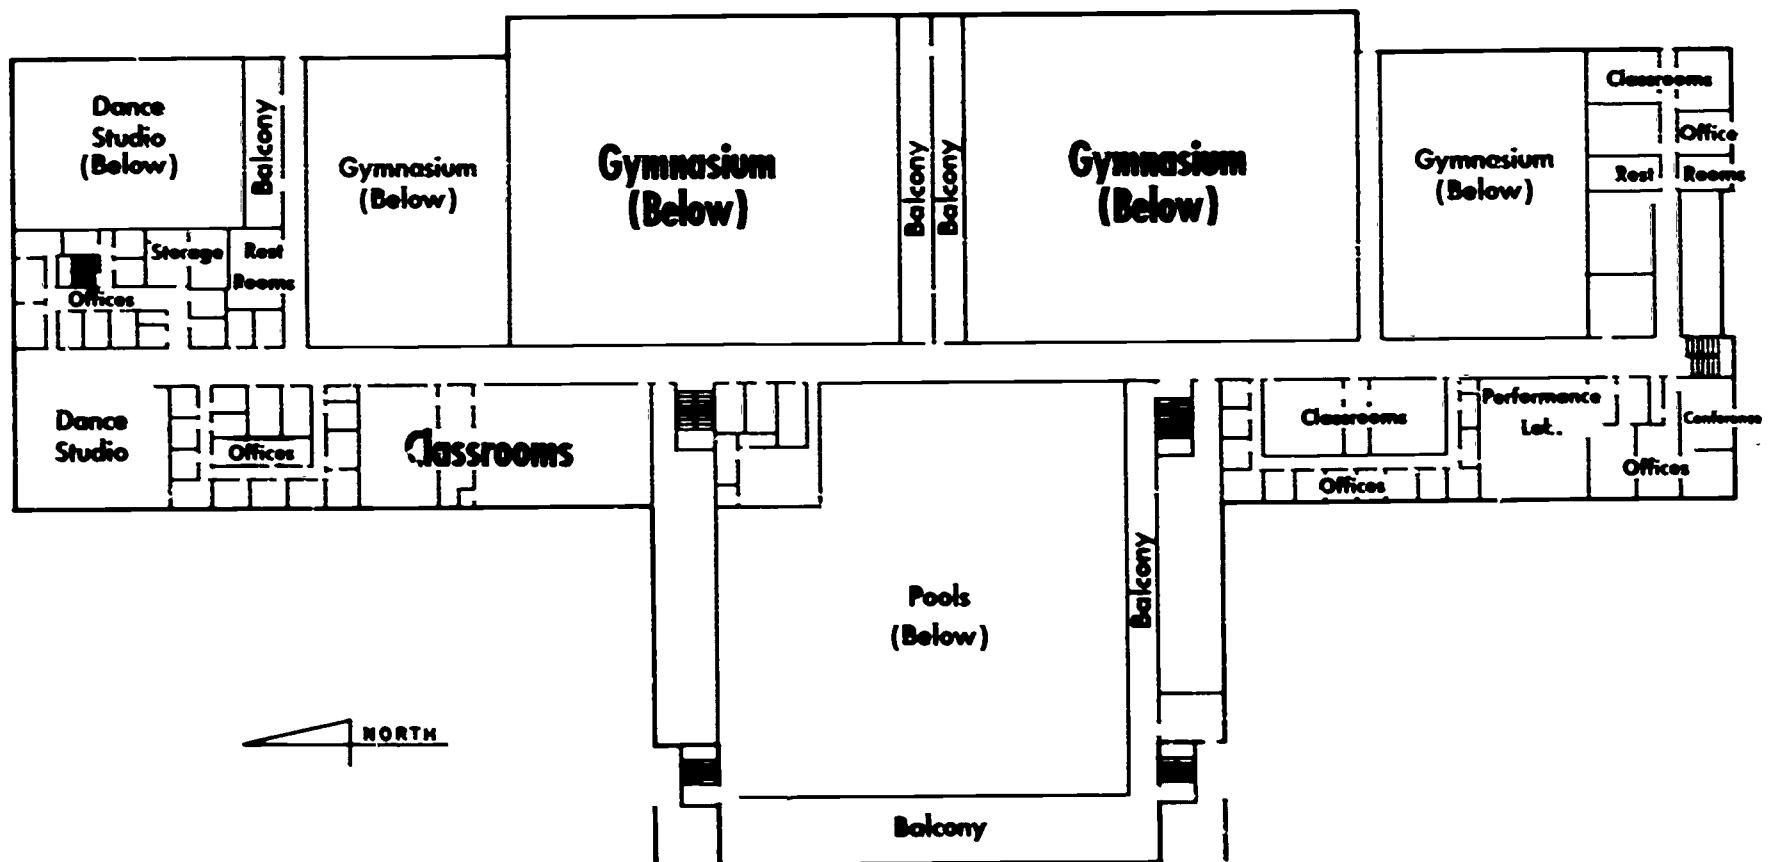 Dance
Studio
(Below)
Balcony
Gymnasium
(Below)
Gymnasium
(Below)
Balcony
Balcony
Gymnasium
(Below)
Gymnasium
(Below)
Classrooms
Office
Rest Rooms
Storage
Rest
Rooms
Offices
Dance
Studio
Offices
Classrooms
Classrooms
Offices
Performance
Lab.
Conference
Offices
Balcony
Pools
(Below)
NORTH
Balcony